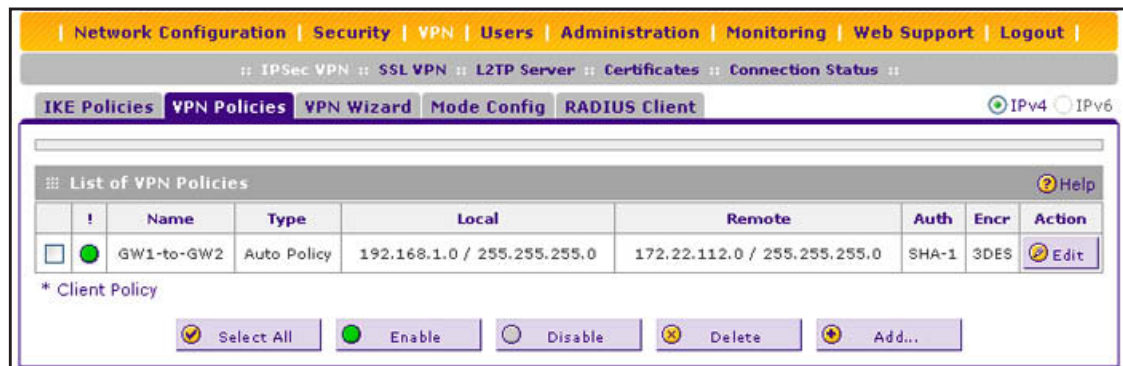 | Network Configuration | Security | VPN | Users | Administration | Monitoring | Web Support | Logout |
:: IPSec VPN :: SSL VPN :: L2TP Server :: Certificates :: Connection Status ::
IKE Policies VPN Policies VPN Wizard Mode Config RADIUS Client IPv4 IPv6
List of VPN Policies ? Help
! Name Type Local Remote Auth Encr Action
GW1-to-GW2 Auto Policy 192.168.1.0 / 255.255.255.0 172.22.112.0 / 255.255.255.0 SHA-1 3DES Edit
* Client Policy
Select All Enable Disable Delete Add...